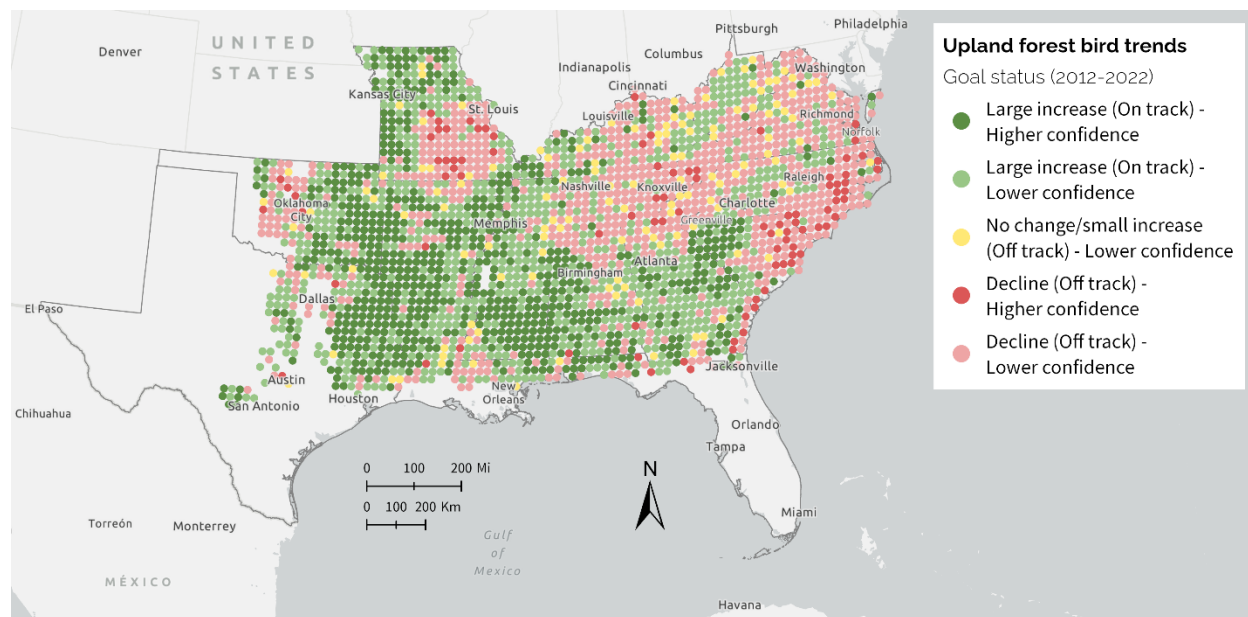 Pittsburgh
Philadelphia
Denver
UNITED
STATES
Columbus
Indianapolis
Washington
Cincinnati
Kansas City
St. Louis
Louisville
Richmond
Norfolk
Nashville
Knoxville
Raleigh
Oklahoma
City
Charlotte
Memphis
Greenville
Atlanta
Birmingham
Dallas
El Paso
Jacksonville
Austin
New
Orleans
Houston
San Antonio
Chihuahua
Orlando
Tampa
Miami
Torreón
Monterrey
Gulf
of
Mexico
MÉXICO
Havana
0 100 200 Mi
0 100 200 Km
N
Upland forest bird trends
Goal status (2012-2022)
Large increase (On track) -
Higher confidence
Large increase (On track) -
Lower confidence
No change/small increase
(Off track) - Lower confidence
Decline (Off track) -
Higher confidence
Decline (Off track) -
Lower confidence